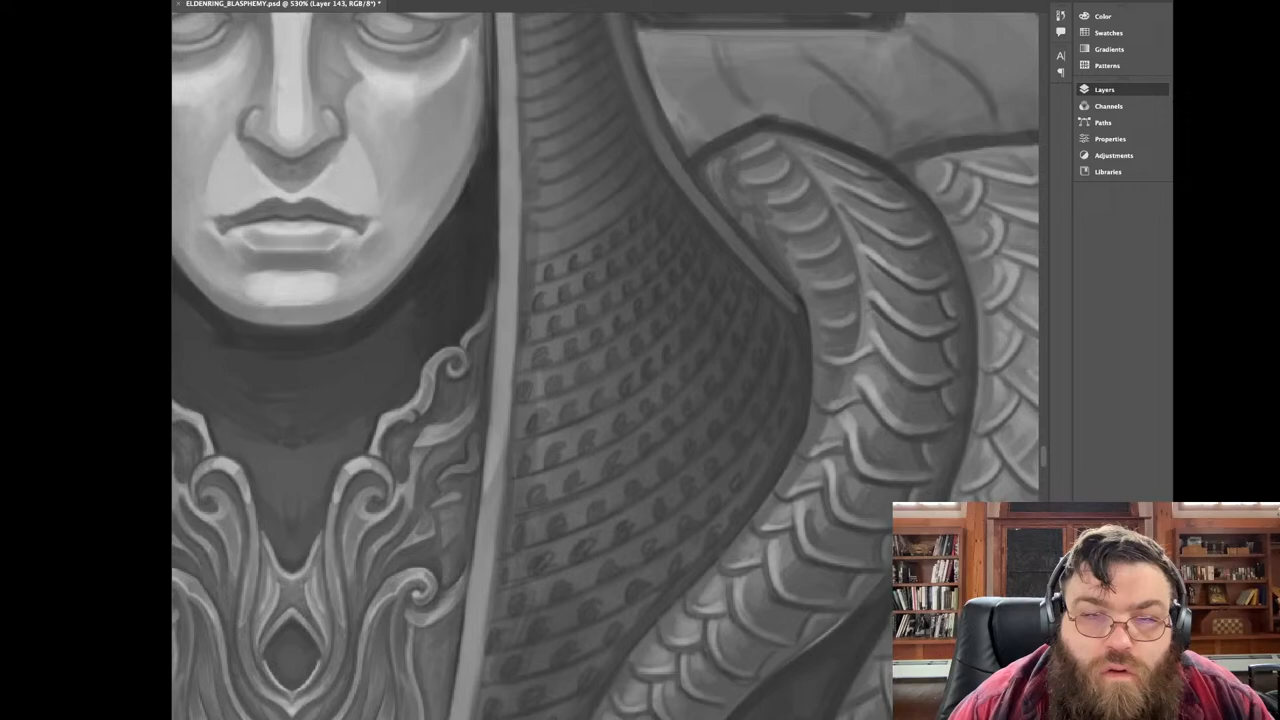 × ELDENRING_BLASPHEMY.psd @ 530% (Layer 143, RGB/8*) *
Color
Swatches
Gradients
Patterns
Layers
Channels
Paths
Properties
Adjustments
Libraries